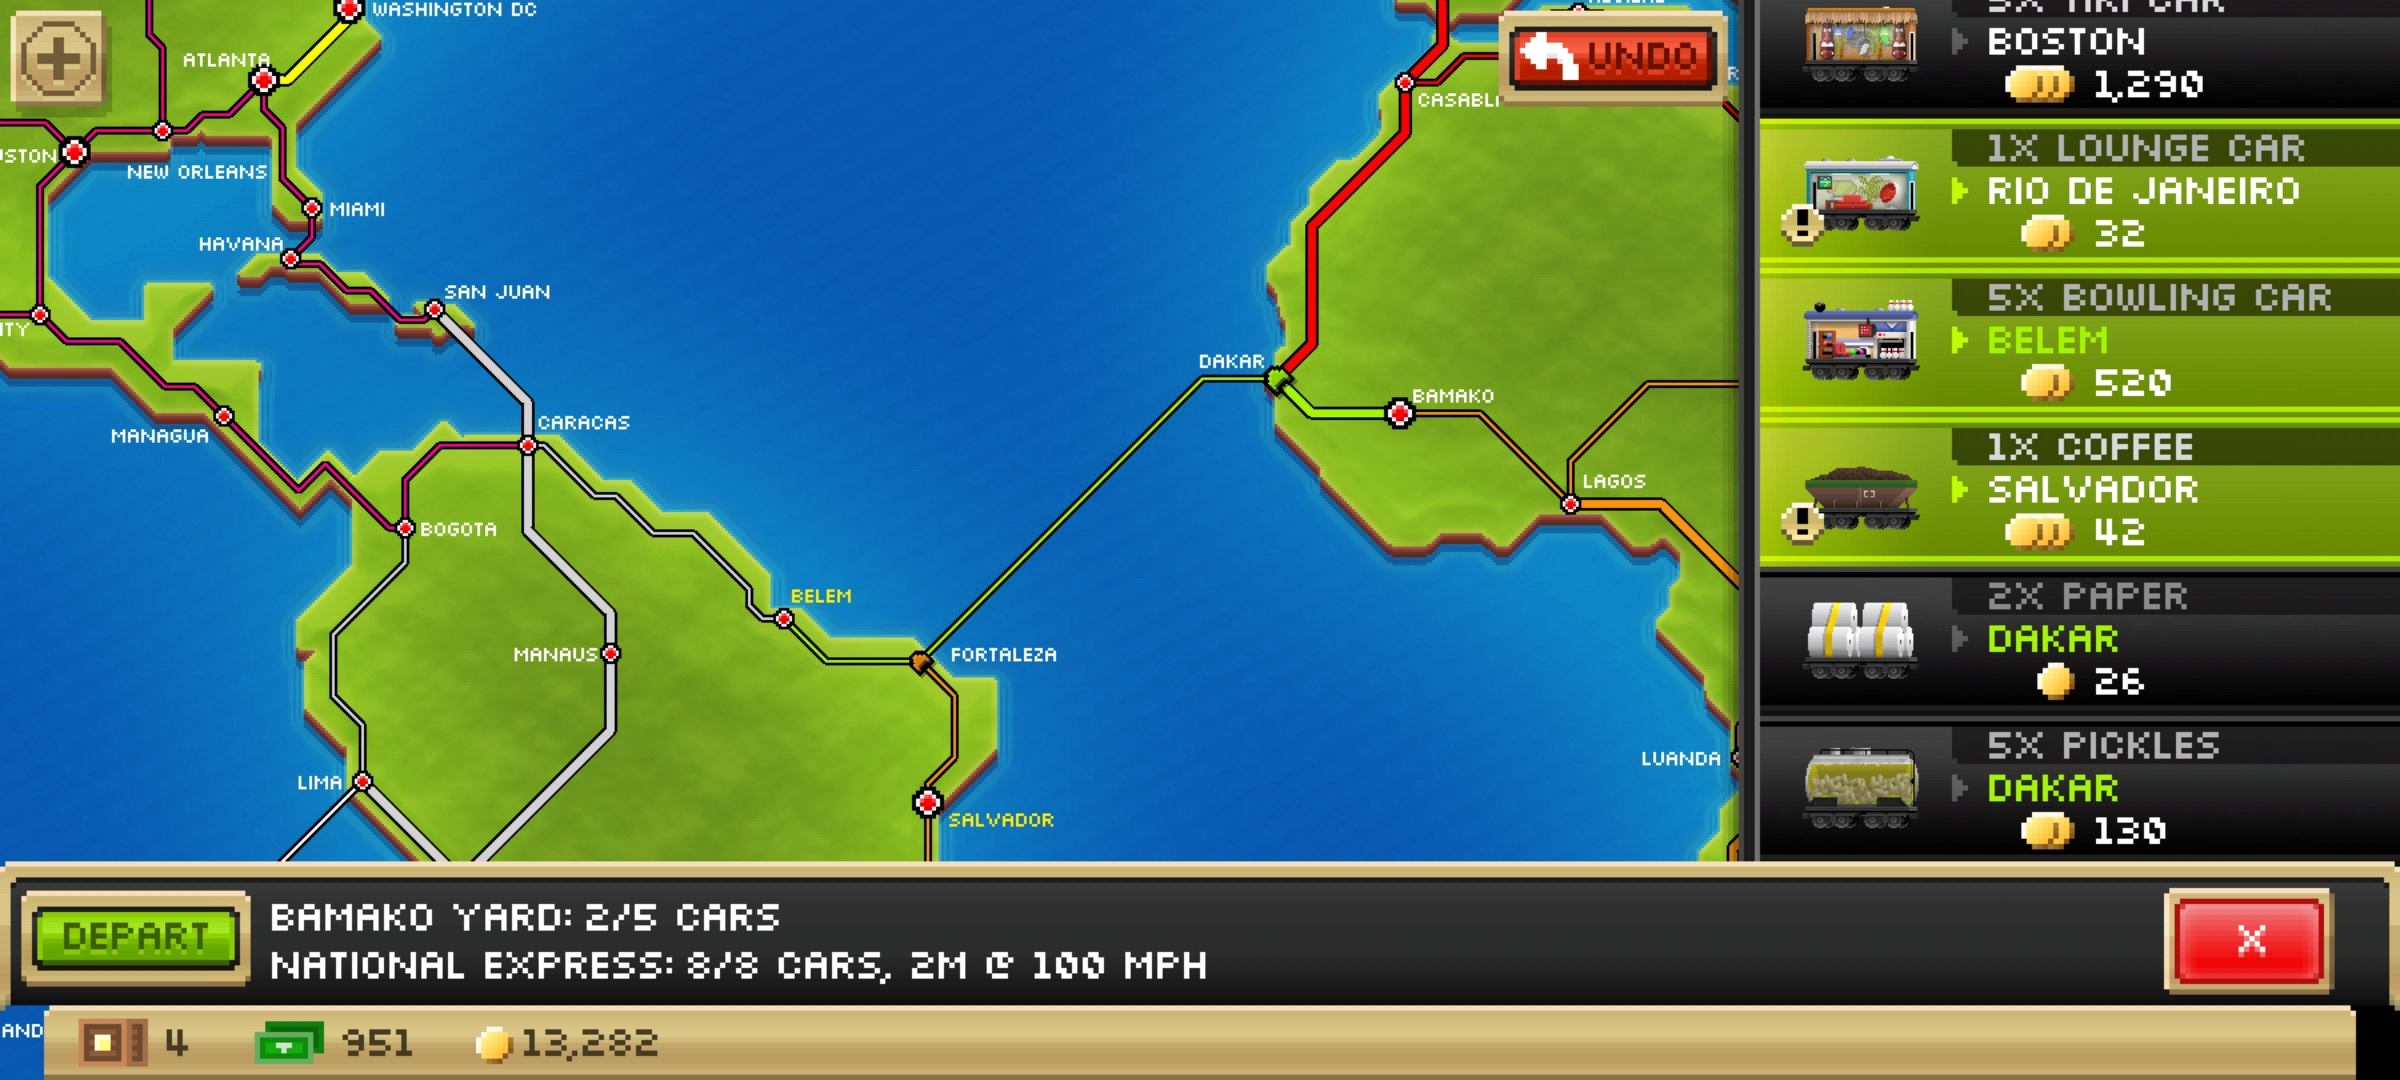 WASHINGTON DC
ATLANTA
NEW ORLEANS
MIAMI
HAVANA
SAN JUAN
MANAGUA
CARACAS
BOGOTA
BELEM
MANAUS
FORTALEZA
LIMA
SALVADOR
DAKAR
BAMAKO
LAGOS
LUANDA
UNDO
BOSTON
1,290
1X LOUNGE CAR
RIO DE JANEIRO
32
5X BOWLING CAR
BELEM
520
1X COFFEE
SALVADOR
42
2X PAPER
DAKAR
26
5X PICKLES
DAKAR
130
DEPART
BAMAKO YARD: 2/5 CARS
NATIONAL EXPRESS: 8/8 CARS, 2M @ 100 MPH
X
AND
4
951
13,282